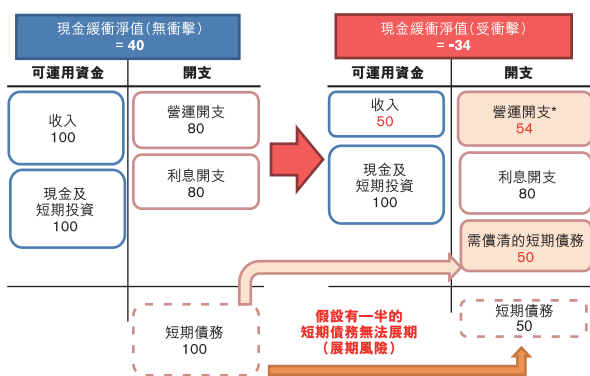 現金緩衝淨值(無衝擊)
= 40
可運用資金
開支
收入
100
營運開支
80
現金及
短期投資
100
利息開支
80
短期債務
100
現金緩衝淨值(受衝擊)
= -34
可運用資金
開支
收入
50
營運開支*
54
現金及
短期投資
100
利息開支
80
需償清的短期債務
50
假設有一半的
短期債務無法展期
(展期風險)
短期債務
50